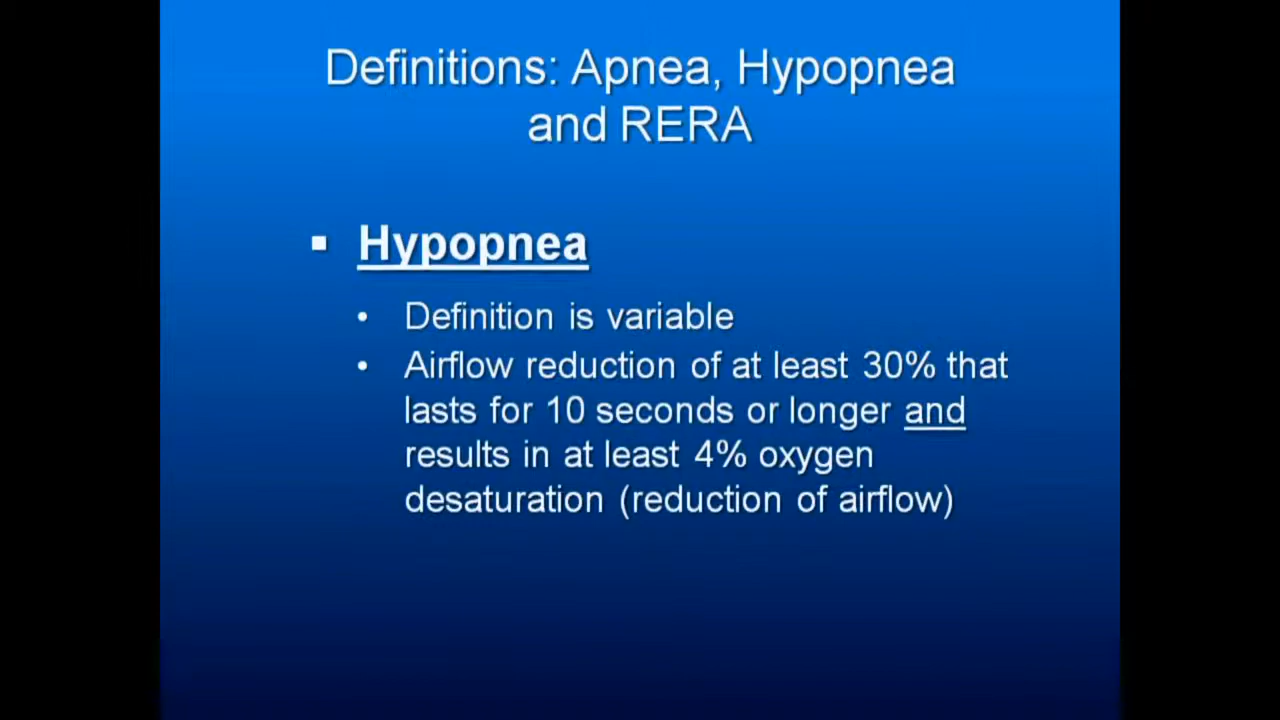 Definitions: Apnea, Hypopnea
and RERA
▪ Hypopnea
• Definition is variable
• Airflow reduction of at least 30% that
lasts for 10 seconds or longer and
results in at least 4% oxygen
desaturation (reduction of airflow)